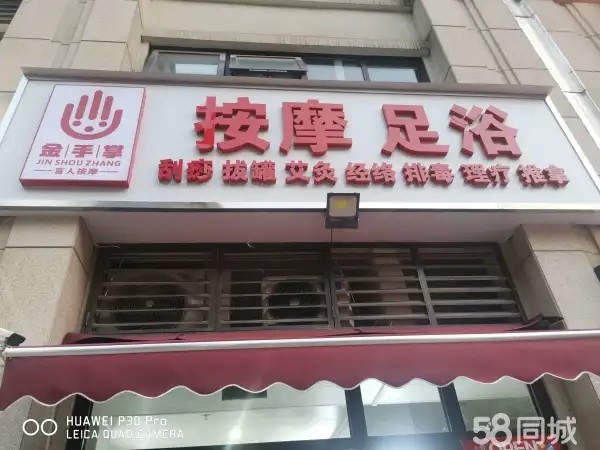 按摩 足浴
金手掌
JIN SHOU ZHANG
盲人按摩
刮痧 拔罐 艾灸 经络 排毒 理疗 推拿
HUAWEI P30 Pro
LEICA QUAD CAMERA
58同城
OPEN